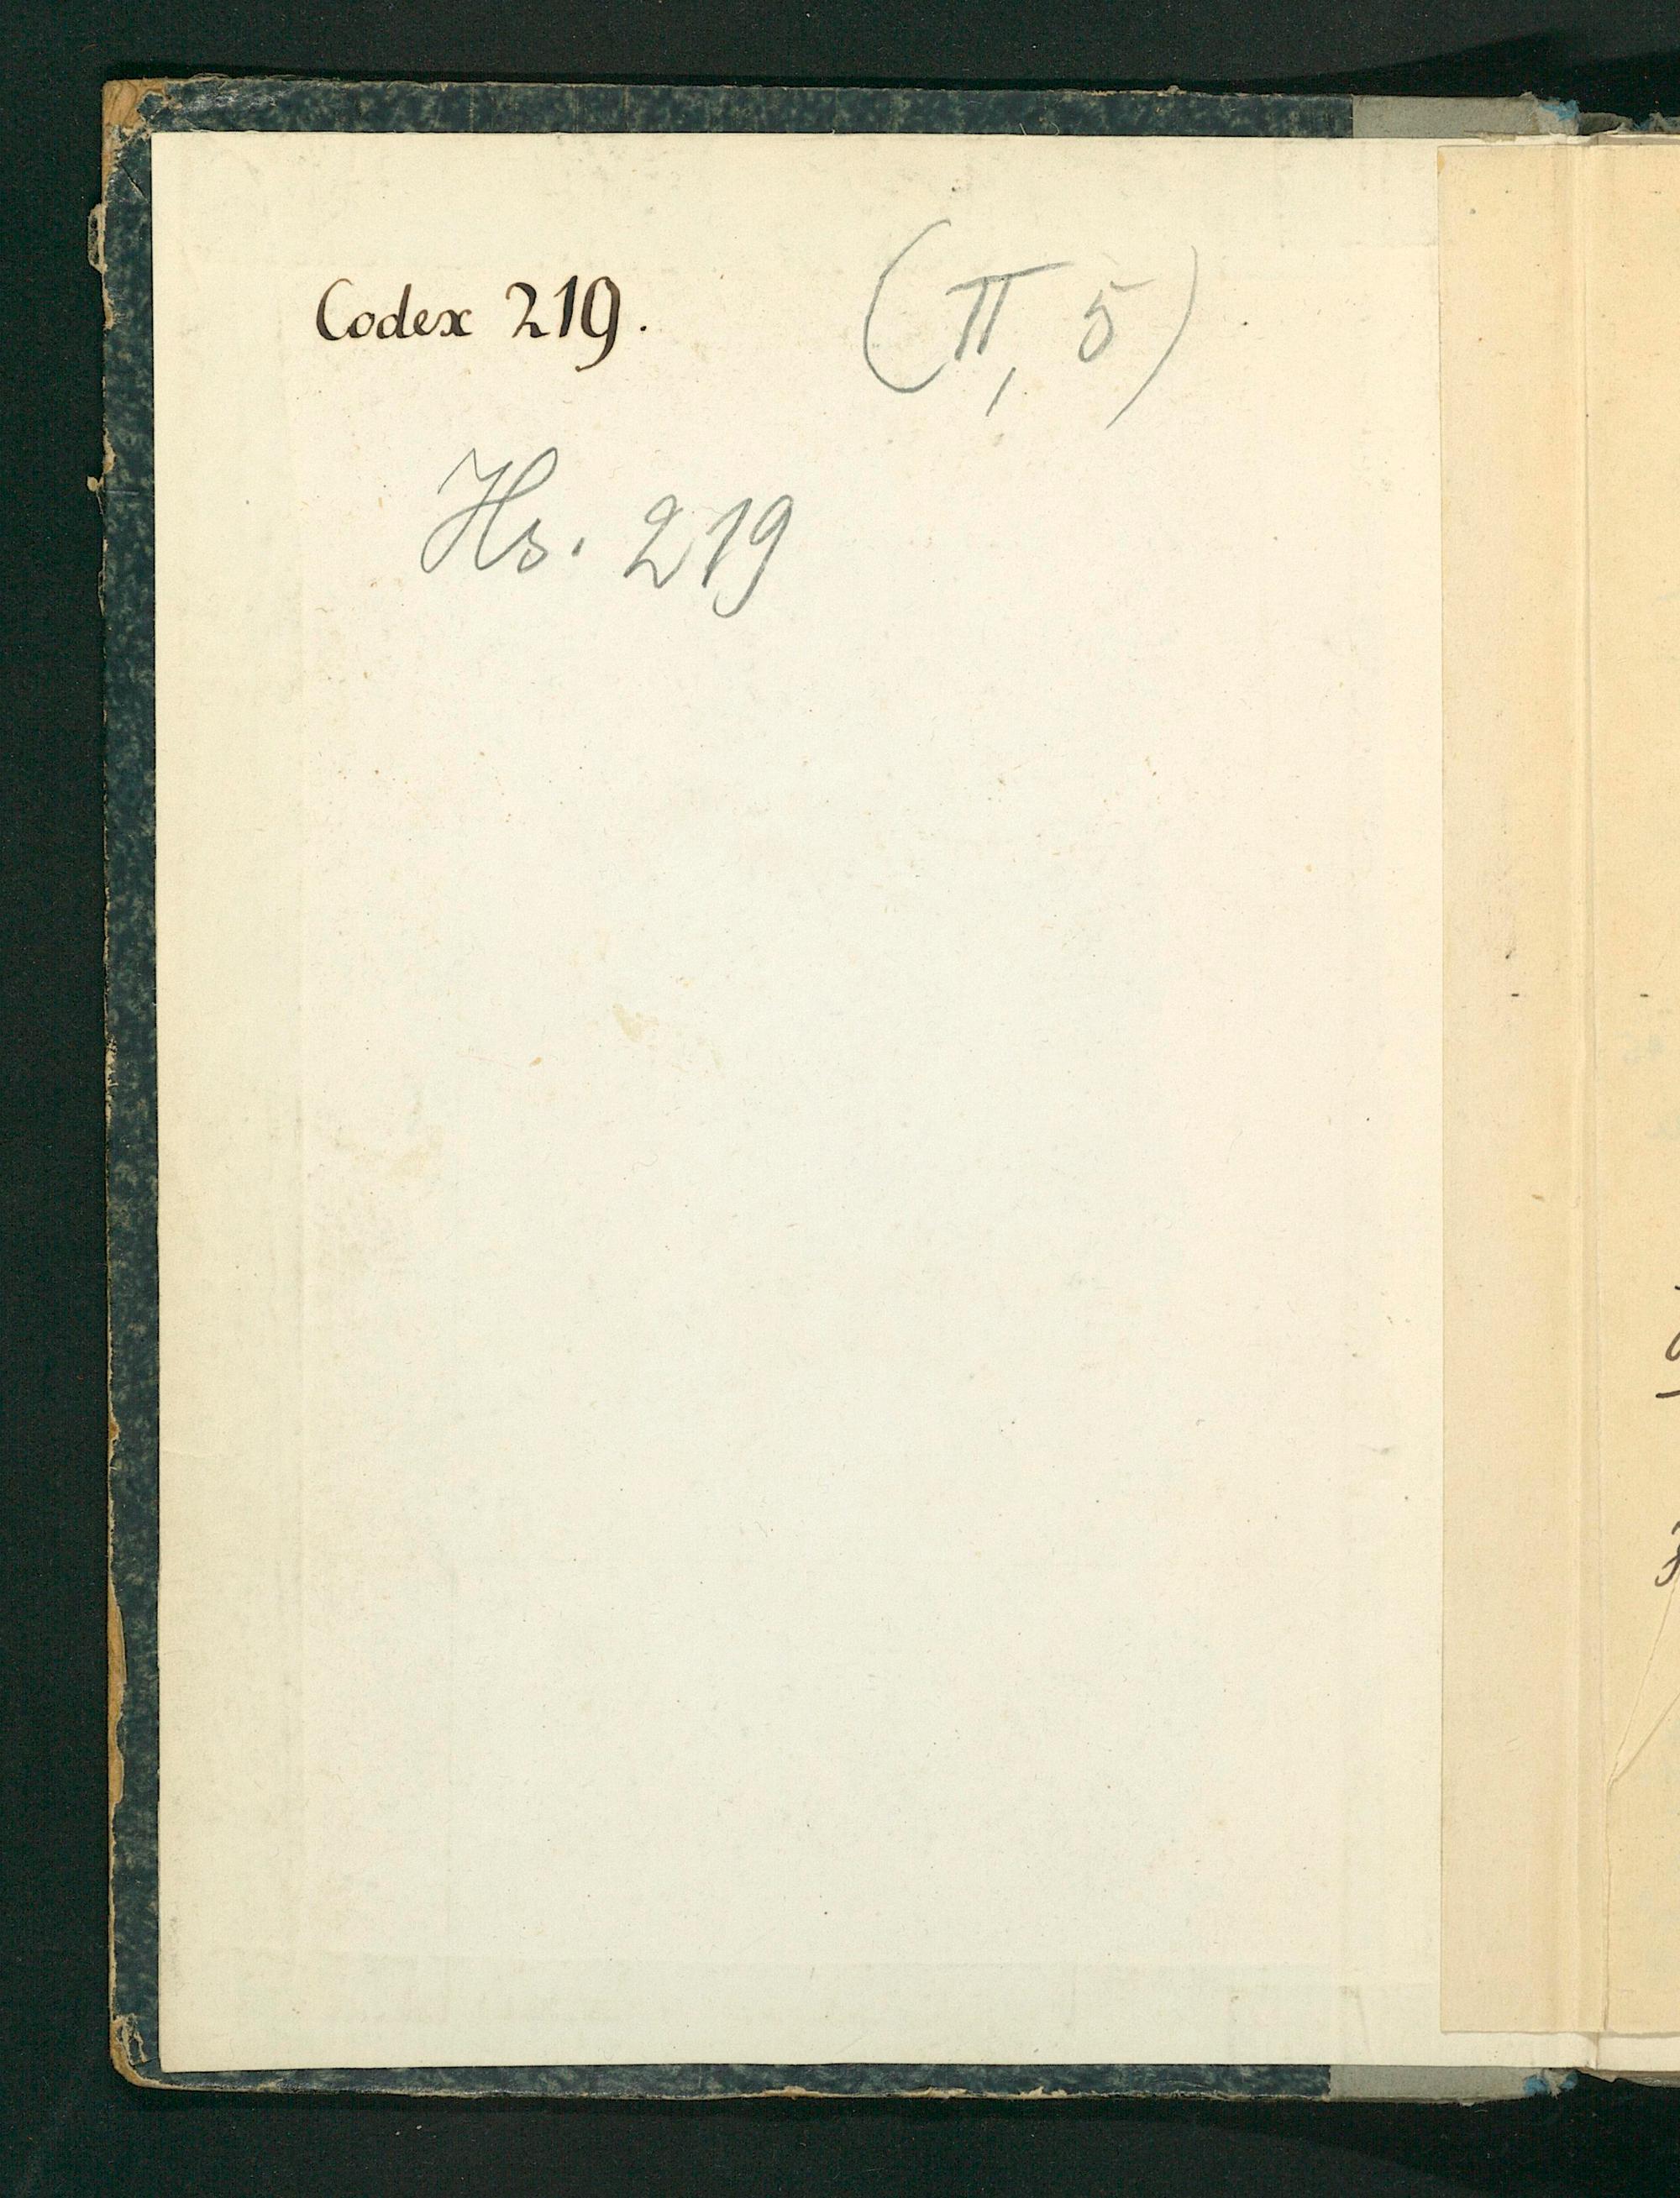 Codex 219. (II, 5)
Hs. 219